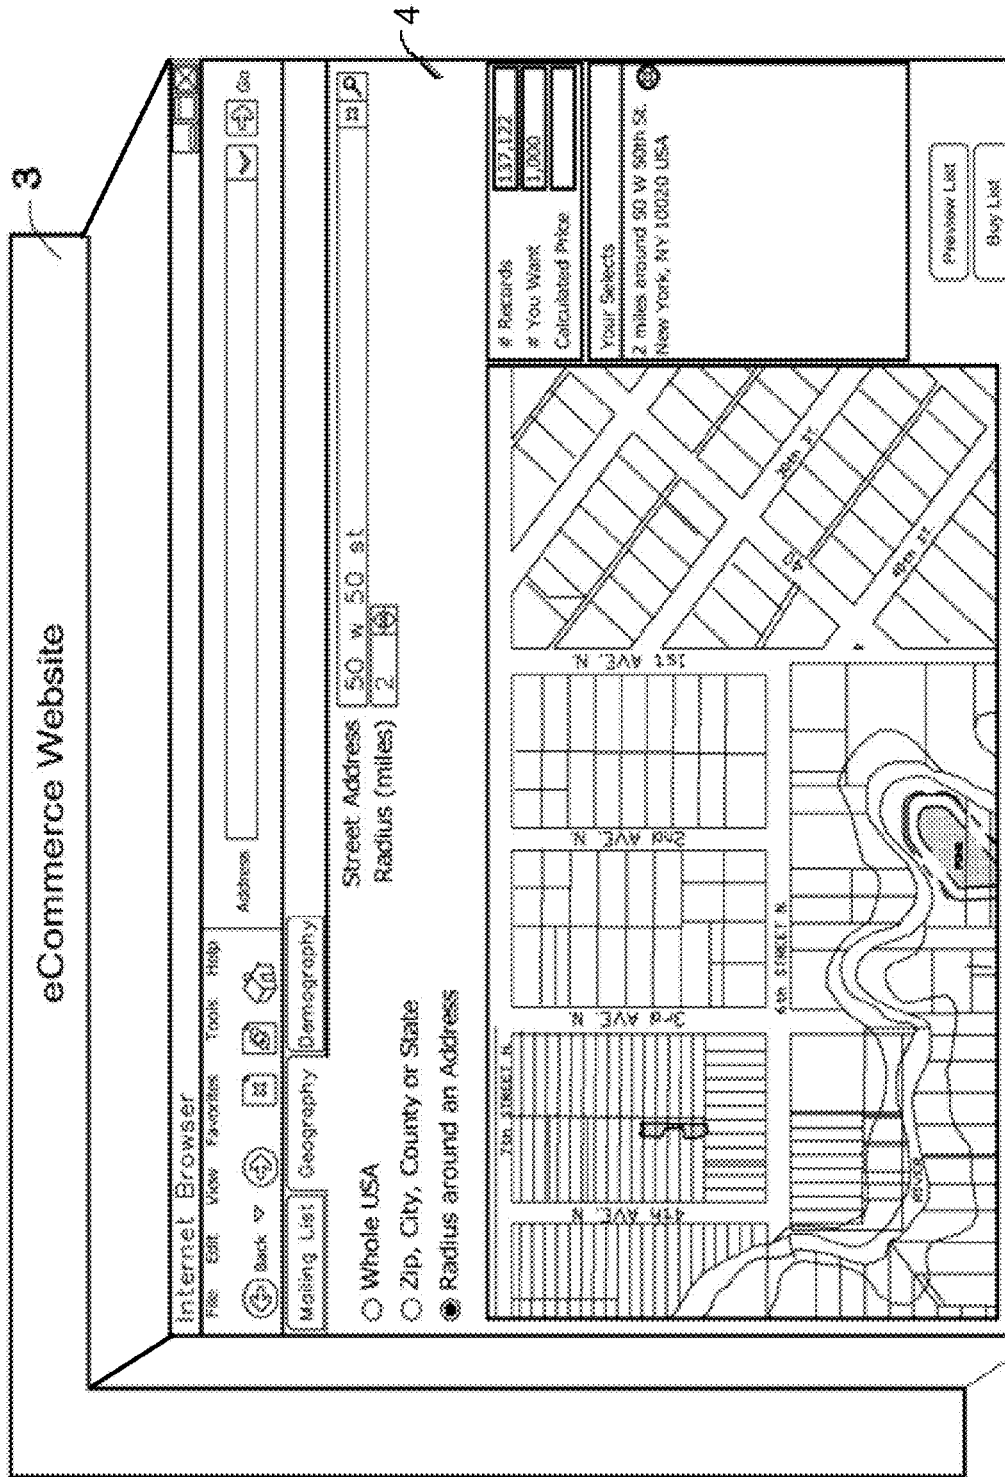 eCommerce Website
3
4
Internet Browser
File Edit View Favorites Tools Help
Back
Address
Go
Mailing List
Geography
Demography
Whole USA
Zip, City, County or State
Radius around an Address
Street Address
50 w 50 st
Radius (miles)
2
# Records
137,122
# You Want
1,000
Calculated Price
Your Selects
2 miles around 50 W 50th St.
New York, NY 10020 USA
Preview List
Buy List
7th STREET N.
4th AVE. N.
3rd AVE. N.
2nd AVE. N.
1st AVE. N.
6th STREET N.